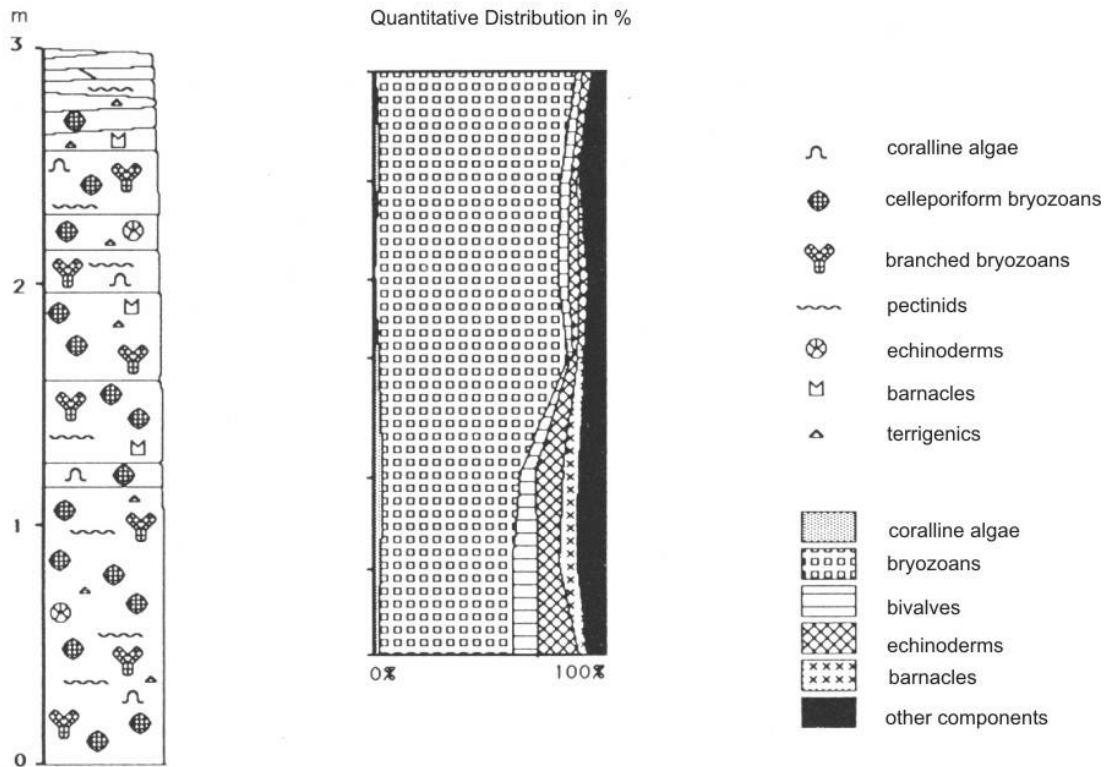 m
Quantitative Distribution in %
3
2
1
0
0%
100%
coralline algae
celleporiform bryozoans
branched bryozoans
pectinids
echinoderms
barnacles
terrigenics
coralline algae
bryozoans
bivalves
echinoderms
barnacles
other components